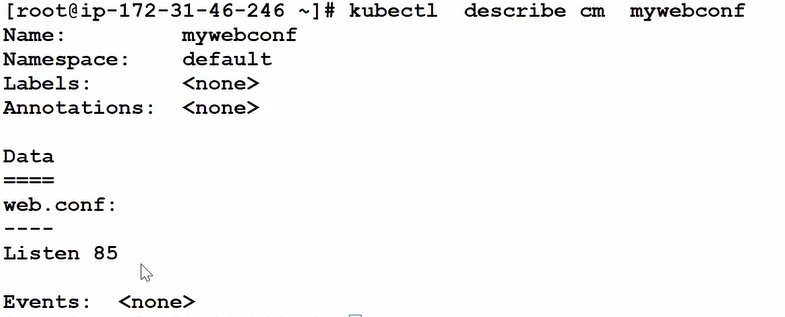 [root@ip-172-31-46-246 ~]# kubectl  describe cm  mywebconf
Name:         mywebconf
Namespace:    default
Labels:       <none>
Annotations:  <none>

Data
====
web.conf:
----
Listen 85

Events:  <none>